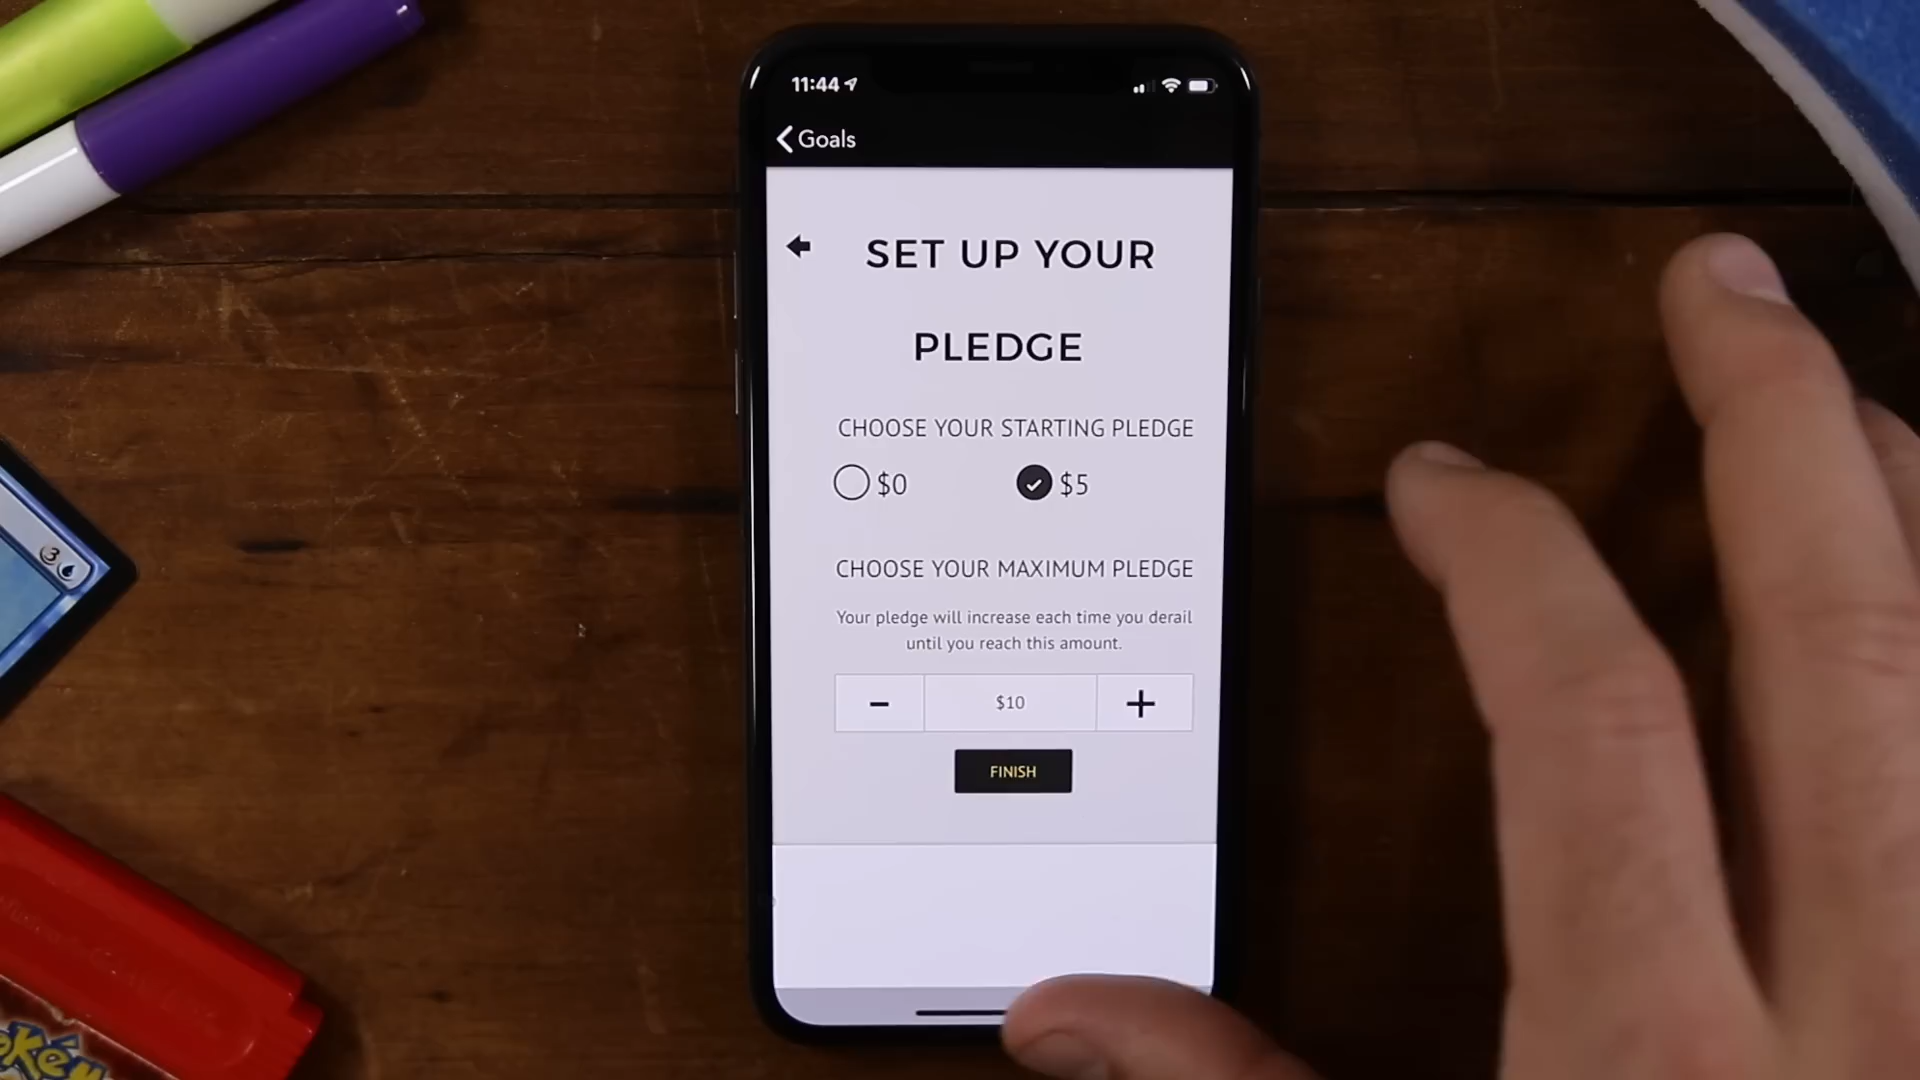 11:44
Goals
SET UP YOUR
PLEDGE
CHOOSE YOUR STARTING PLEDGE
$0 $5
CHOOSE YOUR MAXIMUM PLEDGE
Your pledge will increase each time you derail
until you reach this amount.
- $10 +
FINISH
3